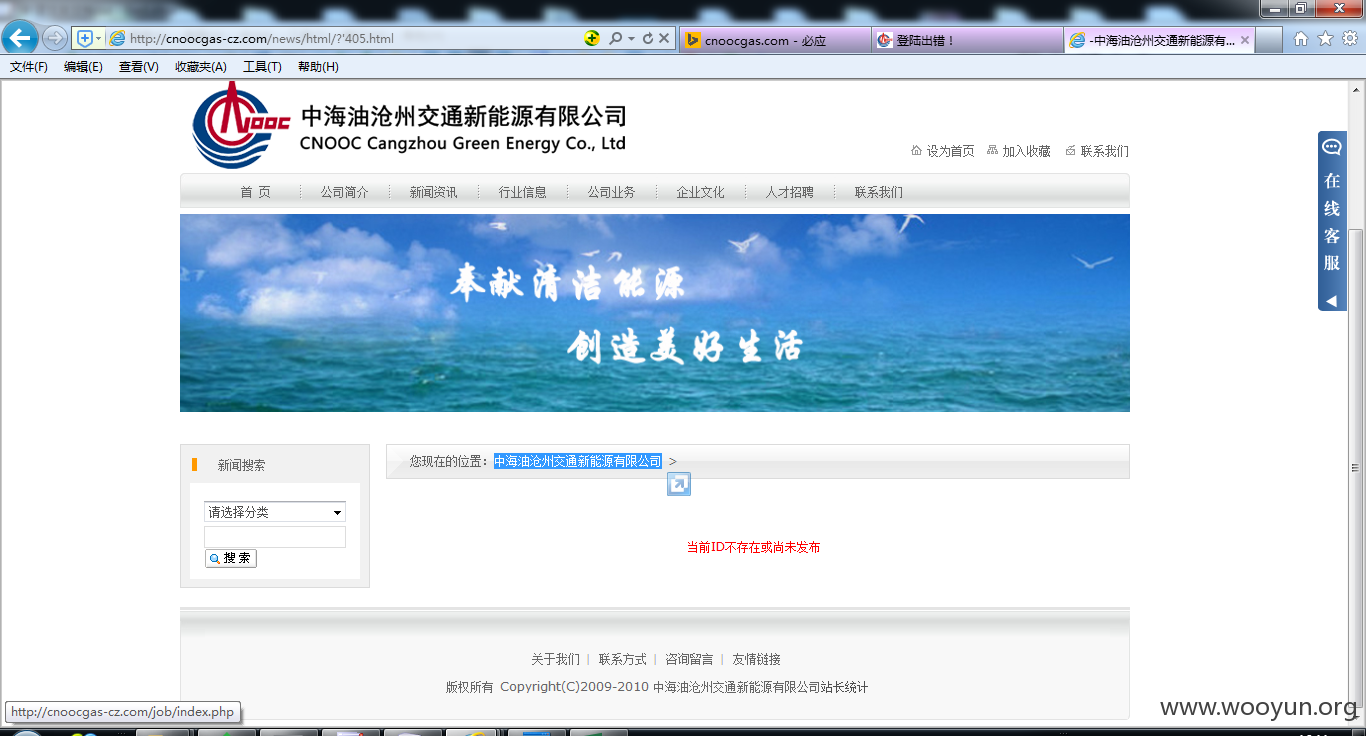 http://cnoocgas-cz.com/news/html/?'405.html
cnoocgas.com - 必应
登陆出错！
-中海油沧州交通新能源有...
文件(F) 编辑(E) 查看(V) 收藏夹(A) 工具(T) 帮助(H)
NOOC
中海油沧州交通新能源有限公司
CNOOC Cangzhou Green Energy Co., Ltd
设为首页 加入收藏 联系我们
首 页 公司简介 新闻资讯 行业信息 公司业务 企业文化 人才招聘 联系我们
奉献清洁能源
创造美好生活
在线客服
新闻搜索
请选择分类
搜 索
您现在的位置：中海油沧州交通新能源有限公司 >
当前ID不存在或尚未发布
关于我们 | 联系方式 | 咨询留言 | 友情链接
版权所有 Copyright(C)2009-2010 中海油沧州交通新能源有限公司站长统计
http://cnoocgas-cz.com/job/index.php
www.wooyun.org